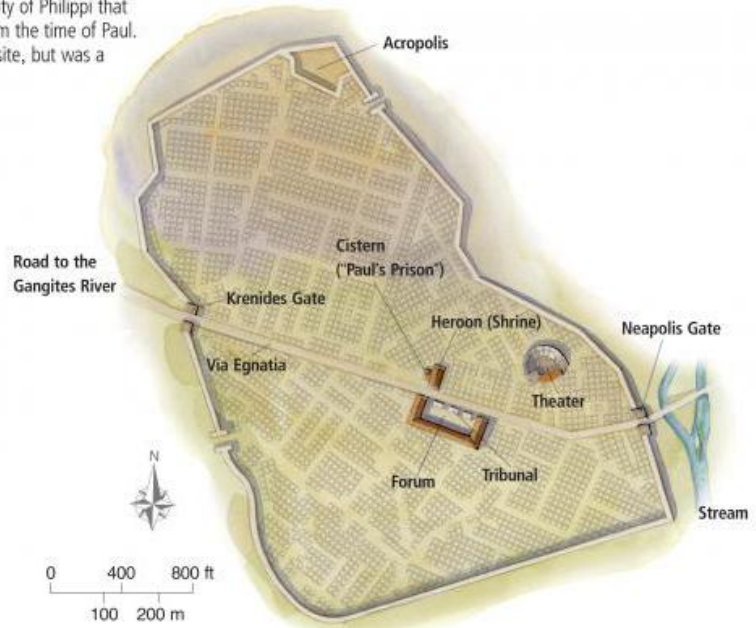 ty of Philippi that
m the time of Paul.
site, but was a
Acropolis
Cistern
("Paul's Prison")
Road to the
Gangites River
Krenides Gate
Heroon (Shrine)
Neapolis Gate
Via Egnatia
Theater
Forum
Tribunal
Stream
N
0 400 800 ft
100 200 m